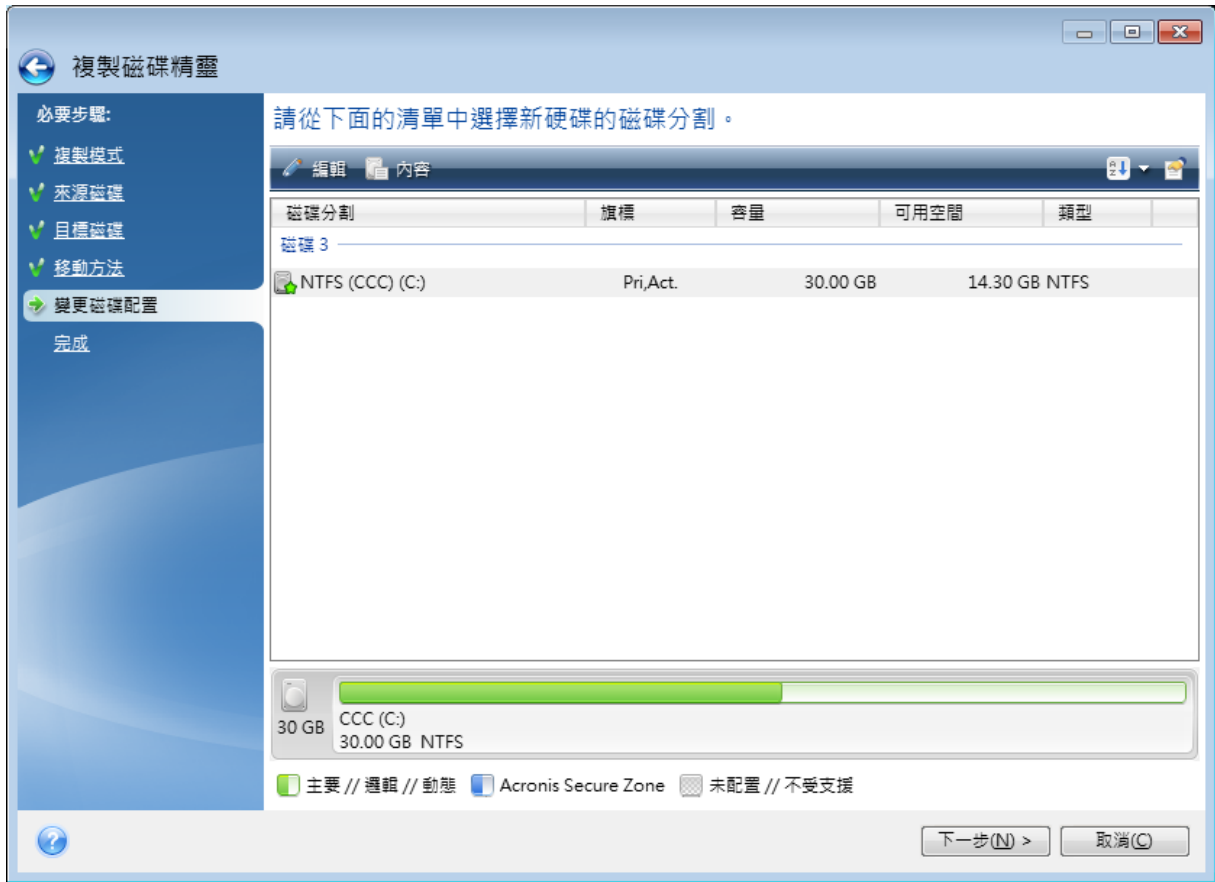 複製磁碟精靈
必要步驟:
複製模式
來源磁碟
目標磁碟
移動方法
變更磁碟配置
完成
請從下面的清單中選擇新硬碟的磁碟分割。
編輯 內容
磁碟分割 旗標 容量 可用空間 類型
磁碟 3
NTFS (CCC) (C:) Pri,Act. 30.00 GB 14.30 GB NTFS
30 GB
CCC (C:)
30.00 GB NTFS
主要 // 邏輯 // 動態 Acronis Secure Zone 未配置 // 不受支援
下一步(N) > 取消(C)